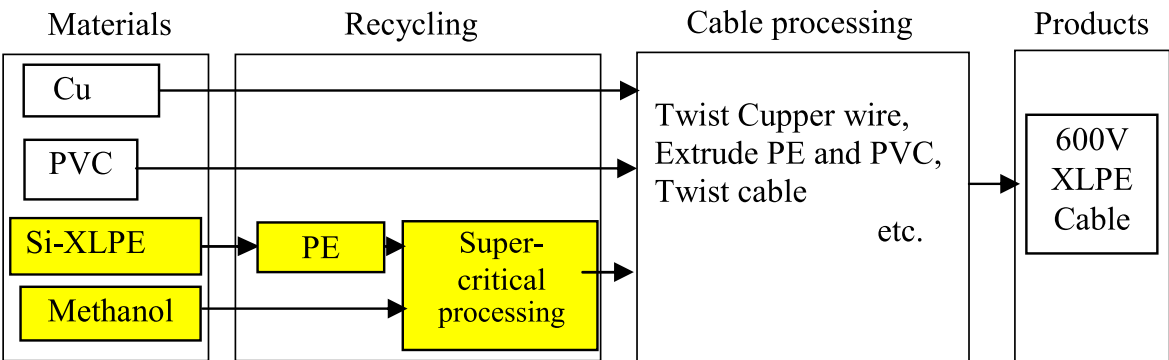 Materials
Recycling
Cable processing
Products
Cu
PVC
Si-XLPE
Methanol
PE
Super-
critical
processing
Twist Cupper wire,
Extrude PE and PVC,
Twist cable
etc.
600V
XLPE
Cable